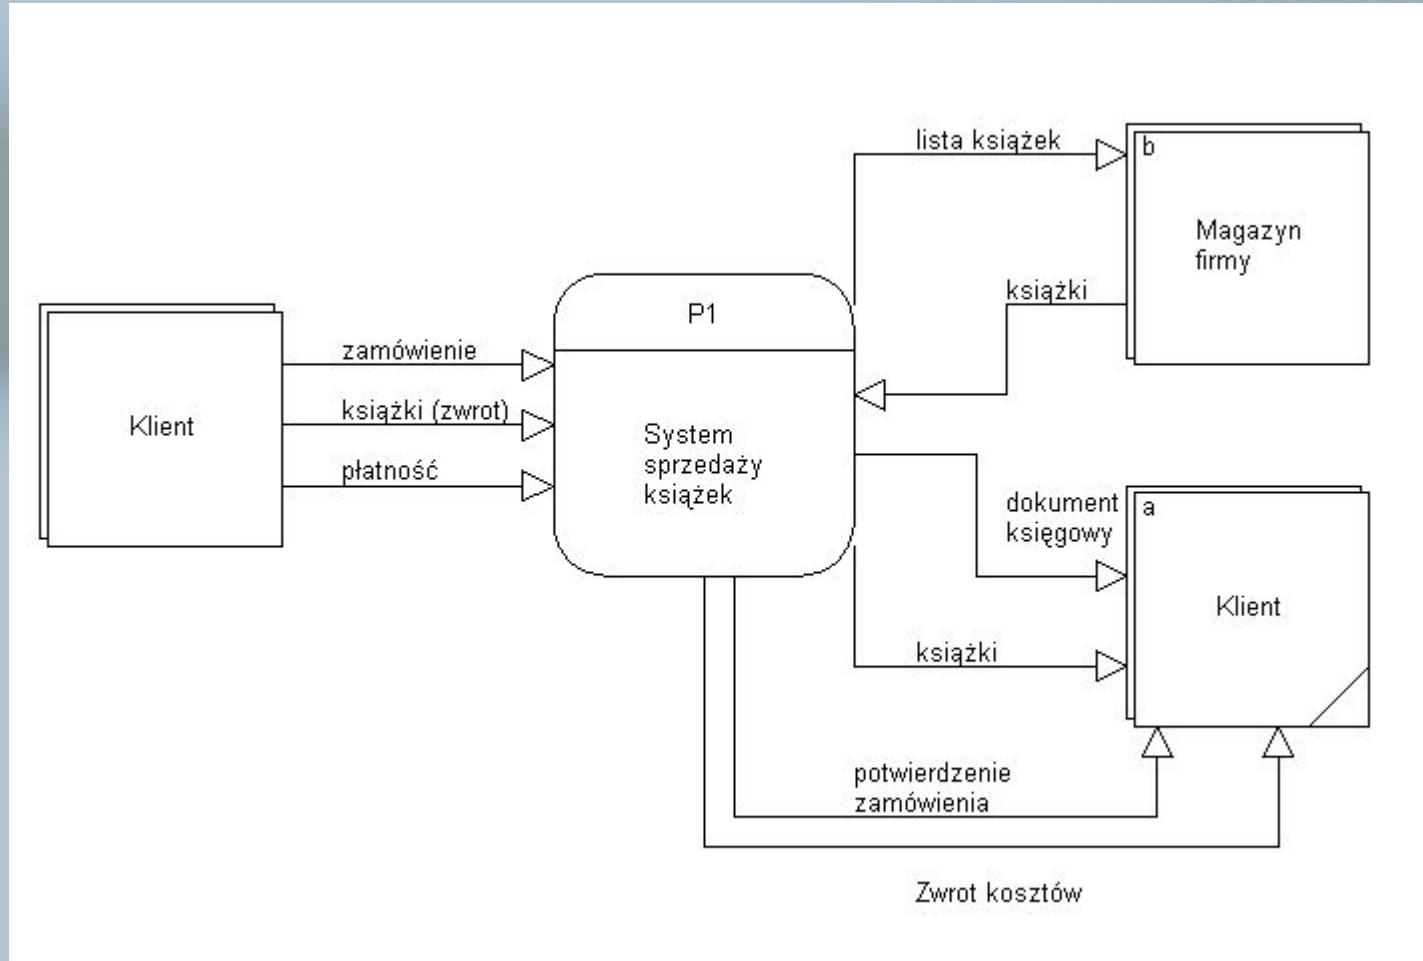 lista książek
b
Magazyn
firmy
książki
P1
zamówienie
książki (zwrot)
płatność
Klient
System
sprzedaży
książek
dokument
księgowy
a
Klient
książki
potwierdzenie
zamówienia
Zwrot kosztów